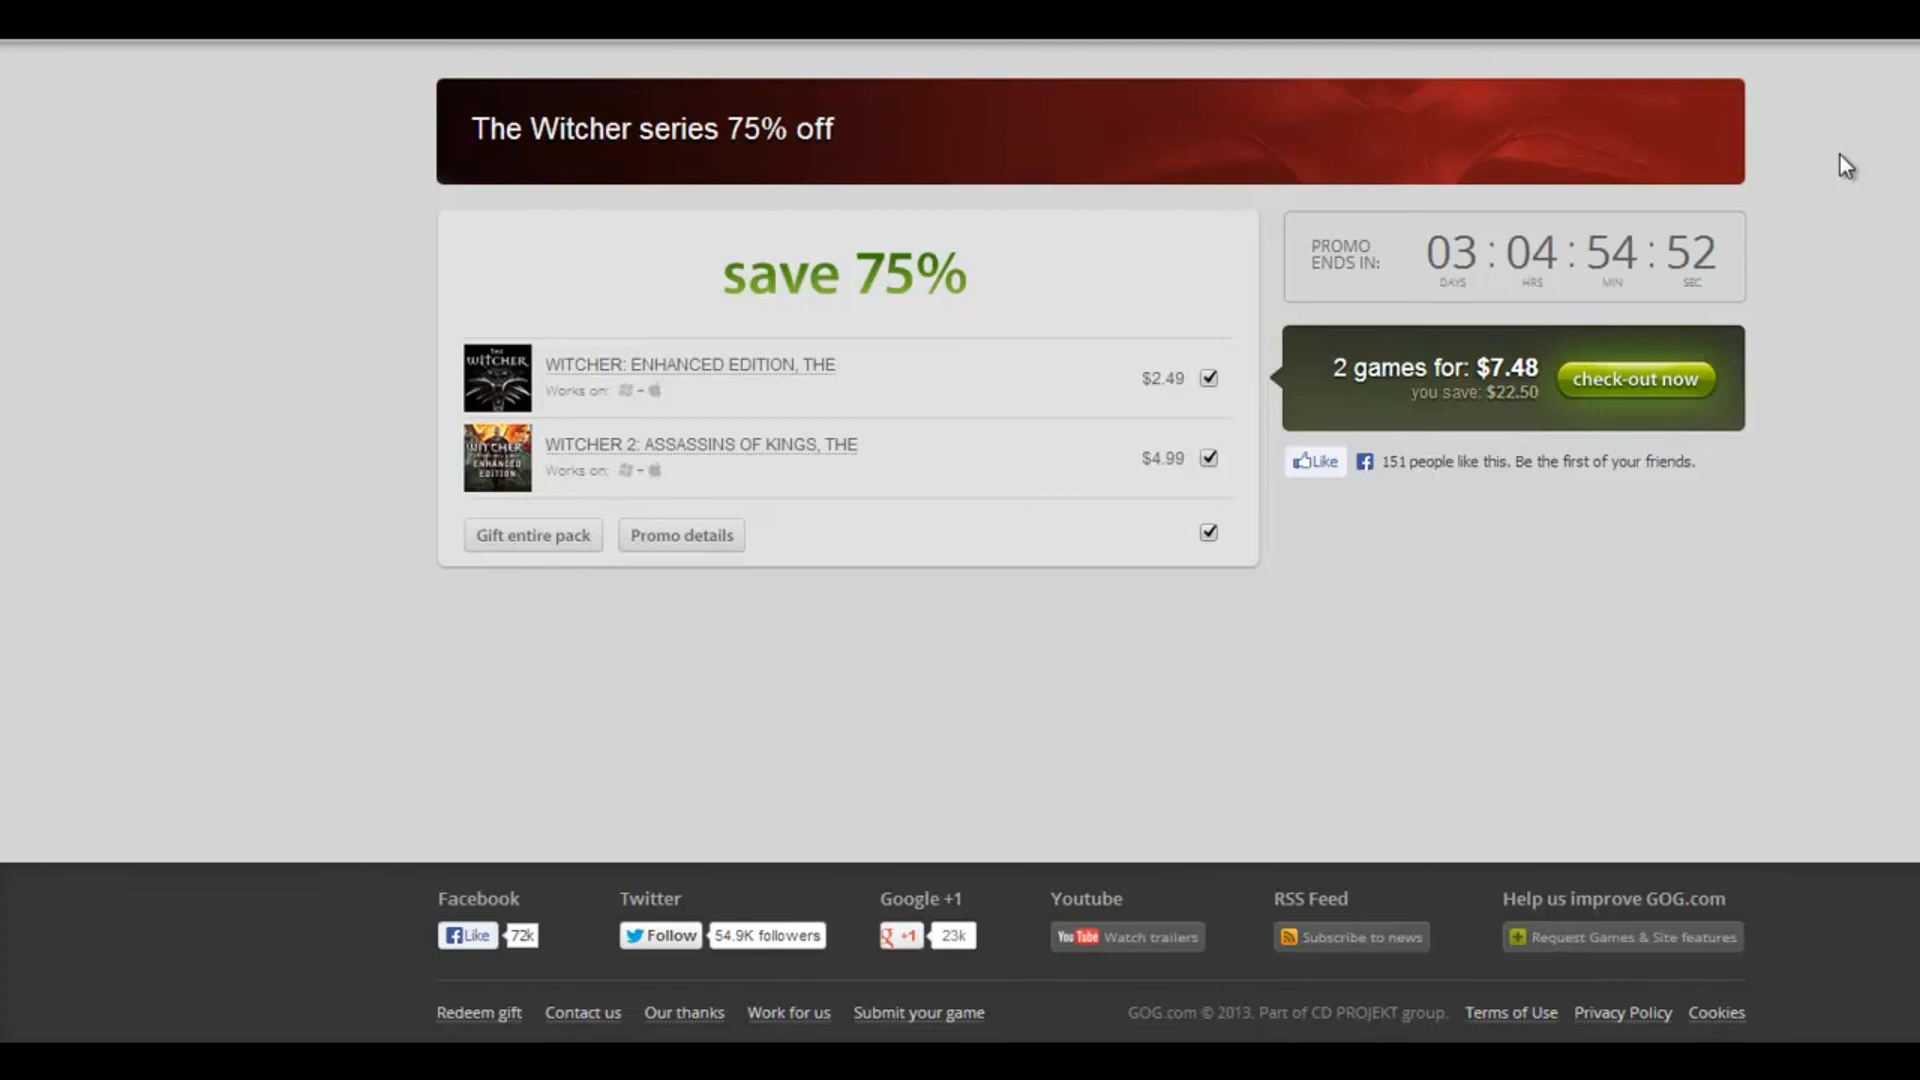 The Witcher series 75% off
save 75%
PROMO
ENDS IN:
03 : 04 : 54 : 52
DAYS HRS MIN SEC
THE
WITCHER
WITCHER: ENHANCED EDITION, THE
Works on:
$2.49
2 games for: $7.48
you save: $22.50
check-out now
WITCHER
ENHANCED
EDITION
WITCHER 2: ASSASSINS OF KINGS, THE
Works on:
$4.99
Like
151 people like this. Be the first of your friends.
Gift entire pack
Promo details
Facebook
Twitter
Google +1
Youtube
RSS Feed
Help us improve GOG.com
Like 72k
Follow 54.9K followers
+1 23k
YouTube Watch trailers
Subscribe to news
Request Games & Site features
Redeem gift
Contact us
Our thanks
Work for us
Submit your game
GOG.com © 2013. Part of CD PROJEKT group.
Terms of Use
Privacy Policy
Cookies